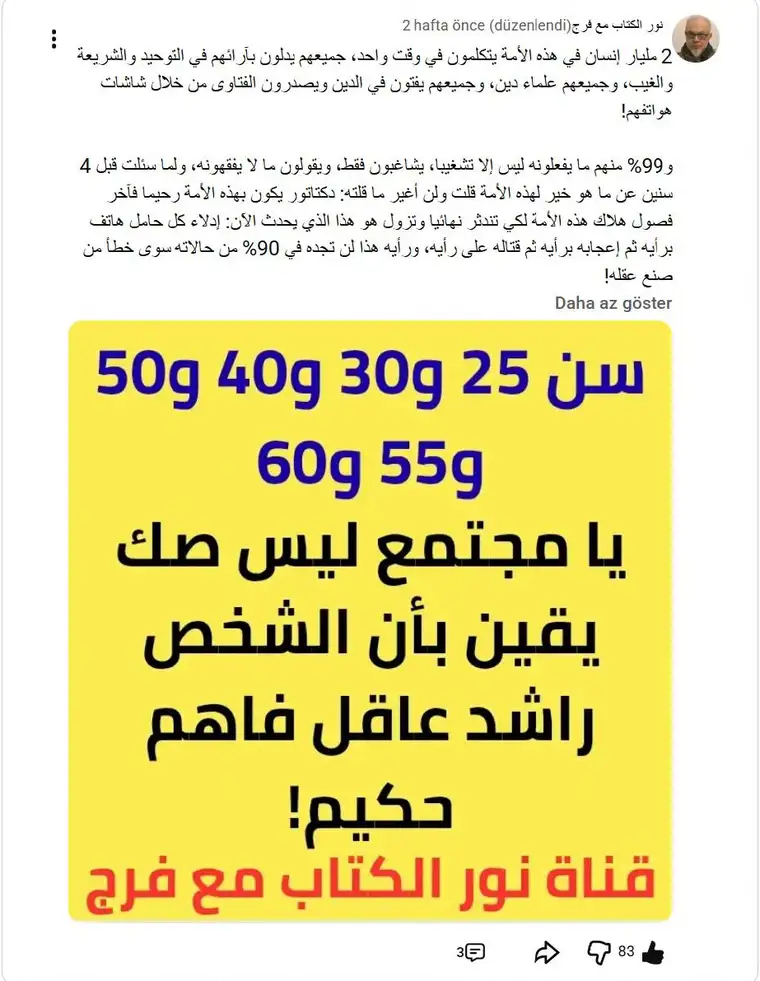 نور الكتاب مع فرج 2 hafta önce (düzenlendi)
2 مليار إنسان في هذه الأمة يتكلمون في وقت واحد، جميعهم يدلون بآرائهم في التوحيد والشريعة
والغيب، وجميعهم علماء دين، وجميعهم يفتون في الدين ويصدرون الفتاوى من خلال شاشات
هواتفهم!
و99% منهم ما يفعلونه ليس إلا تشغيبا، يشاغبون فقط، ويقولون ما لا يفقهونه، ولما سئلت قبل 4
سنين عن ما هو خير لهذه الأمة قلت ولن أغير ما قلته: دكتاتور يكون بهذه الأمة رحيما فآخر
فصول هلاك هذه الأمة لكي تندثر نهائيا وتزول هو هذا الذي يحدث الآن: إدلاء كل حامل هاتف
برأيه ثم إعجابه برأيه ثم قتاله على رأيه، ورأيه هذا لن تجده في 90% من حالاته سوى خطأ من
صنع عقله!
Daha az göster
سن 25 و30 و40 و50
و55 و60
يا مجتمع ليس صك
يقين بأن الشخص
راشد عاقل فاهم
حكيم!
قناة نور الكتاب مع فرج
83
3